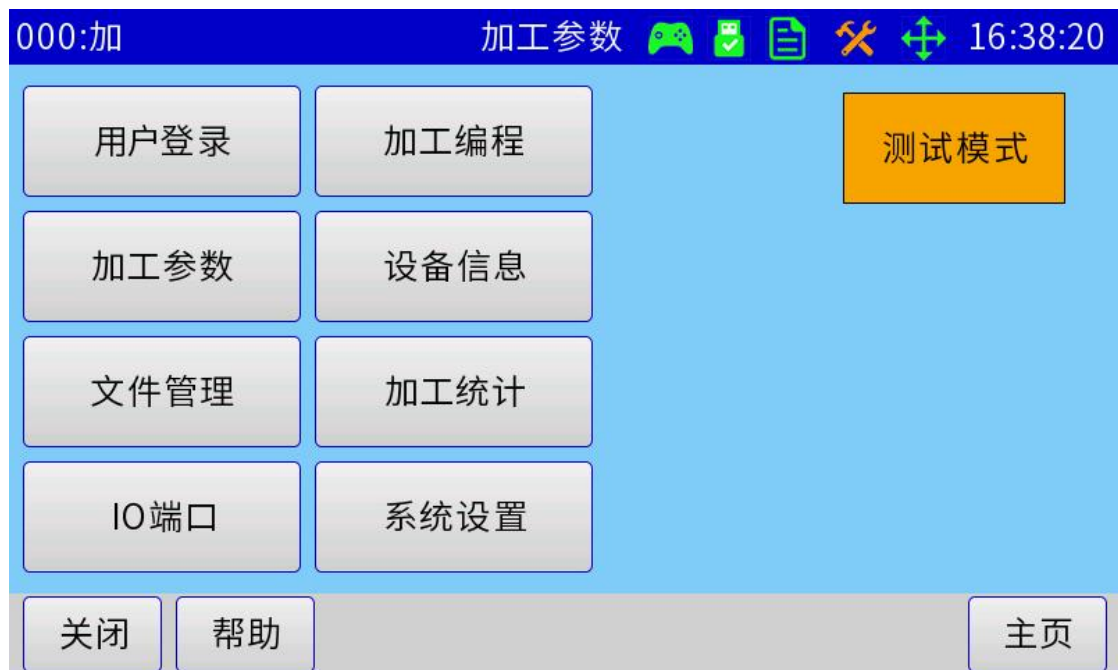 000:加 加工参数 16:38:20
用户登录 加工编程 测试模式
加工参数 设备信息
文件管理 加工统计
IO端口 系统设置
关闭 帮助 主页